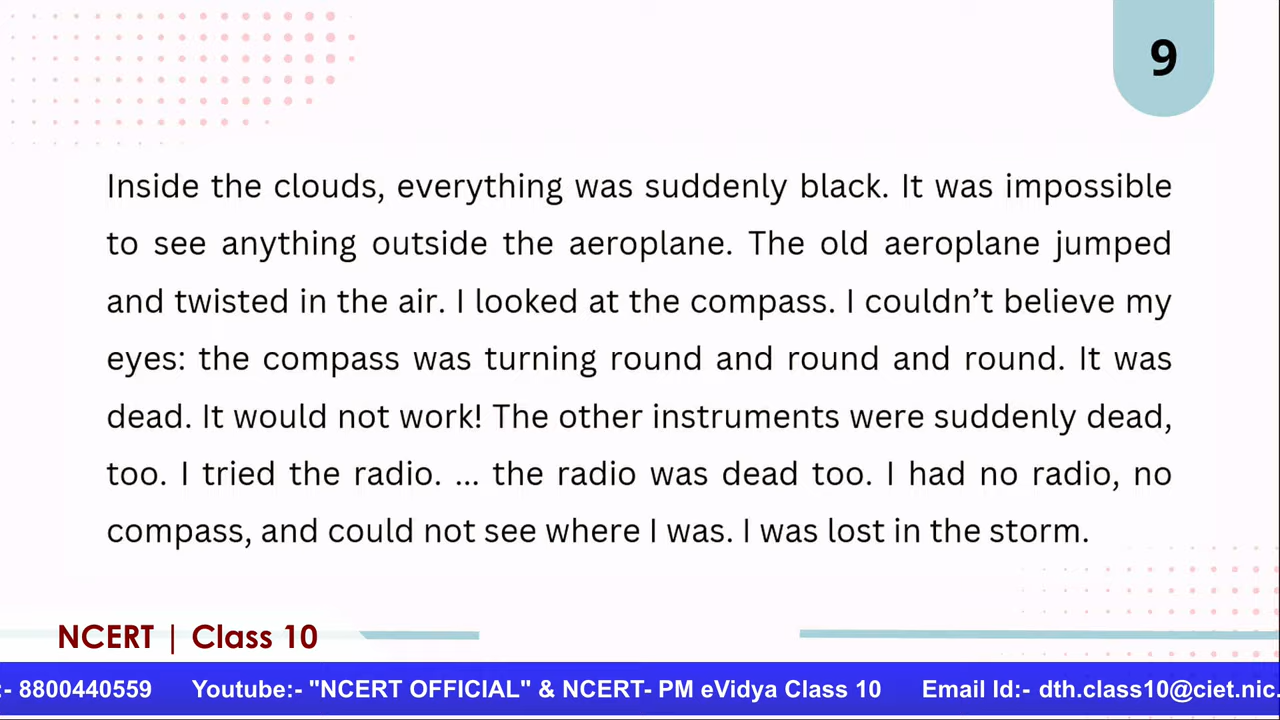 9
Inside the clouds, everything was suddenly black. It was impossible
to see anything outside the aeroplane. The old aeroplane jumped
and twisted in the air. I looked at the compass. I couldn’t believe my
eyes: the compass was turning round and round and round. It was
dead. It would not work! The other instruments were suddenly dead,
too. I tried the radio. ... the radio was dead too. I had no radio, no
compass, and could not see where I was. I was lost in the storm.
NCERT | Class 10
:- 8800440559 Youtube:- "NCERT OFFICIAL" & NCERT- PM eVidya Class 10 Email Id:- dth.class10@ciet.nic.